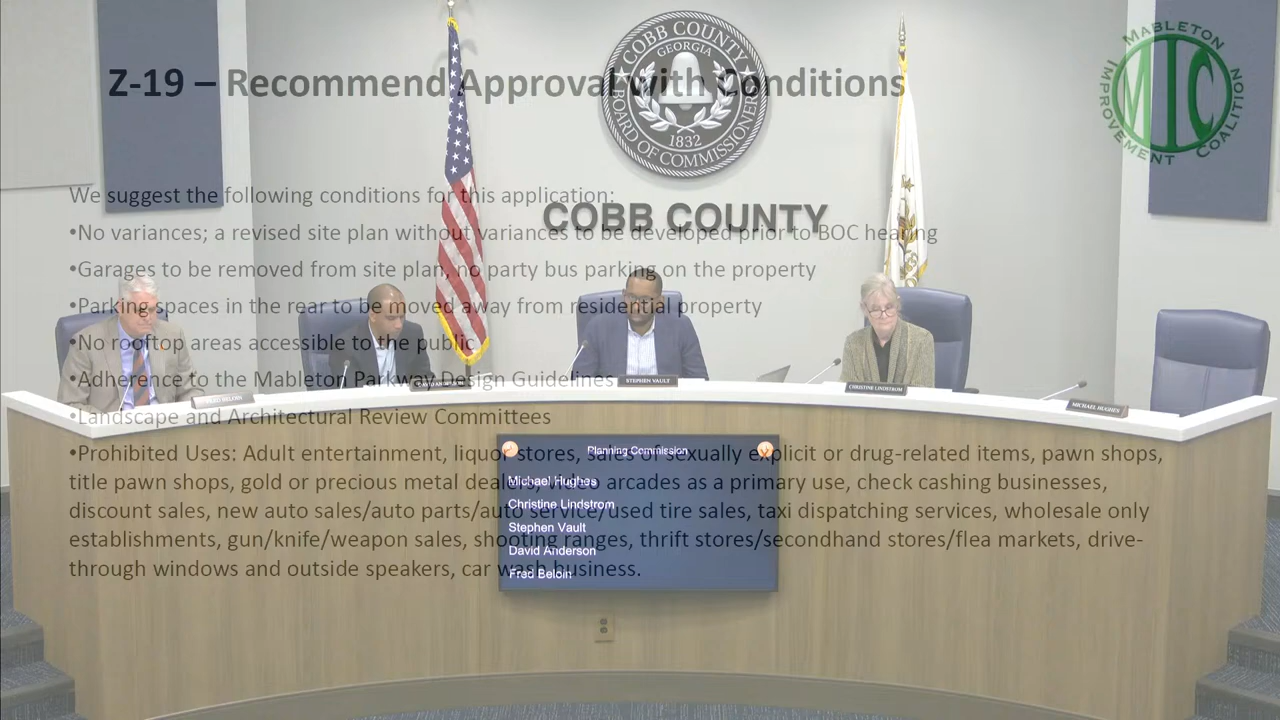 Z-19 – Recommend Approval with Conditions
MABLETON IMPROVEMENT COALITION
MIC
COBB COUNTY
GEORGIA
1832
BOARD OF COMMISSIONERS
COBB COUNTY
We suggest the following conditions for this application:
•No variances; a revised site plan without variances to be developed prior to BOC hearing
•Garages to be removed from site plan, no party bus parking on the property
•Parking spaces in the rear to be moved away from residential property
•No rooftop areas accessible to the public
•Adherence to the Mableton Parkway Design Guidelines
•Landscape and Architectural Review Committees
•Prohibited Uses: Adult entertainment, liquor stores, sales of sexually explicit or drug-related items, pawn shops,
title pawn shops, gold or precious metal dealers, video arcades as a primary use, check cashing businesses,
discount sales, new auto sales/auto parts/auto service/used tire sales, taxi dispatching services, wholesale only
establishments, gun/knife/weapon sales, shooting ranges, thrift stores/secondhand stores/flea markets, drive-
through windows and outside speakers, car wash business.
FRED BELOIN
DAVID ANDERSON
STEPHEN VAULT
CHRISTINE LINDSTROM
MICHAEL HUGHES
Planning Commission
Michael Hughes
Christine Lindstrom
Stephen Vault
David Anderson
Fred Beloin